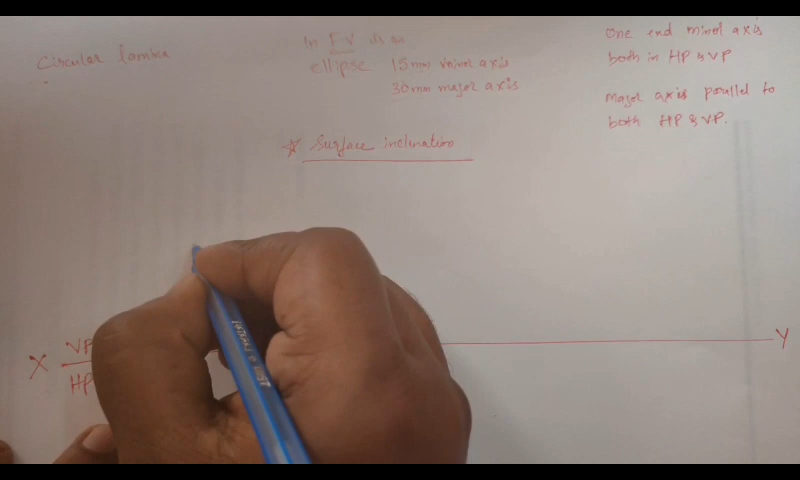 Circular lamina
In F.V. is an
ellipse 15mm minor axis
30mm major axis
One end minor axis
both in HP & VP
Major axis parallel to
both HP & VP.
* Surface inclination
X
VP
HP
Y